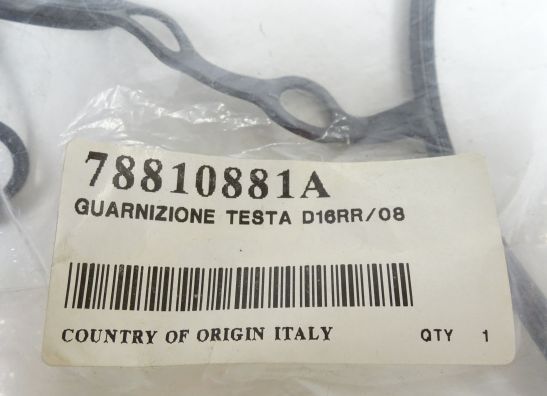 78810881A
GUARNIZIONE TESTA D16RR/08
COUNTRY OF ORIGIN ITALY QTY 1